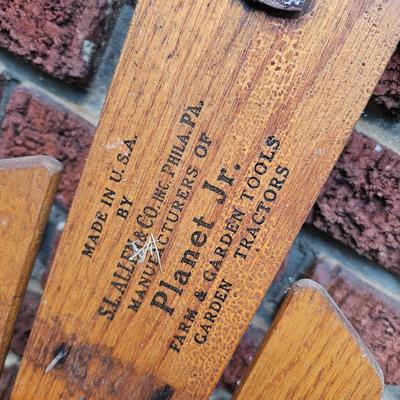 MADE IN U.S.A.
BY
S.L. ALLEN & CO. INC. PHILA. PA.
MANUFACTURERS OF
Planet Jr.
FARM & GARDEN TOOLS
GARDEN TRACTORS